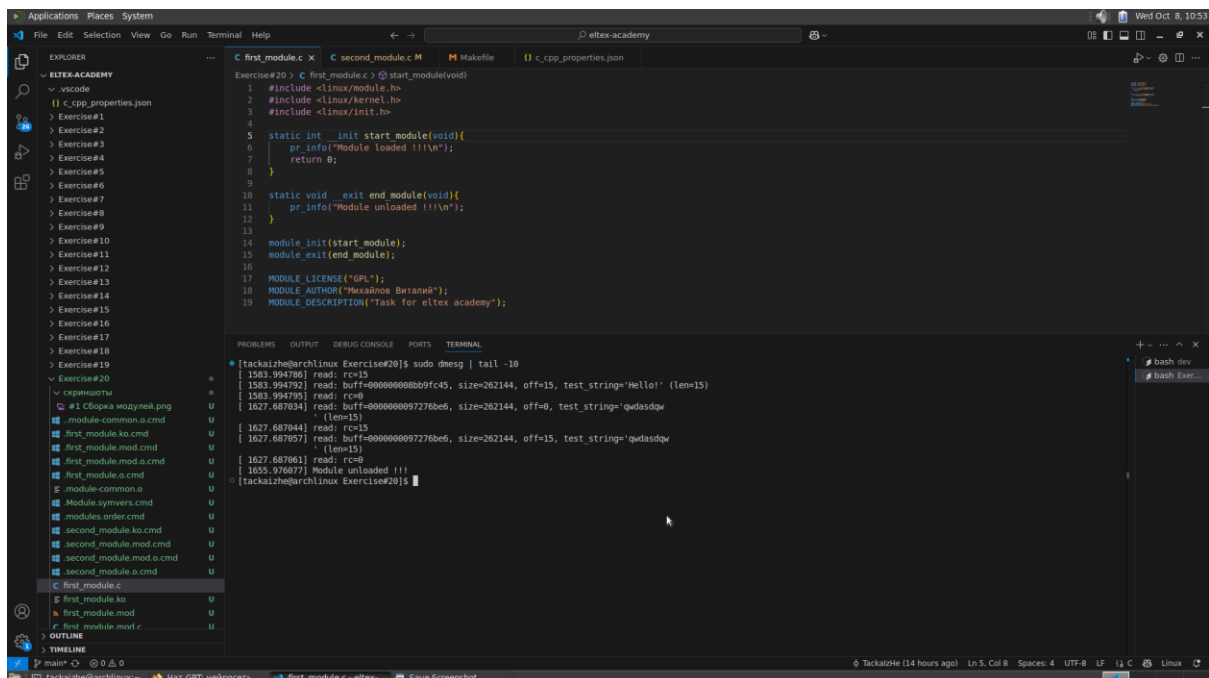 Applications Places System
Wed Oct 8, 10:53
File Edit Selection View Go Run Terminal Help
eltex-academy
EXPLORER
ELTEX-ACADEMY
.vscode
c_cpp_properties.json
Exercise#1
Exercise#2
Exercise#3
Exercise#4
Exercise#5
Exercise#6
Exercise#7
Exercise#8
Exercise#9
Exercise#10
Exercise#11
Exercise#12
Exercise#13
Exercise#14
Exercise#15
Exercise#16
Exercise#17
Exercise#18
Exercise#19
Exercise#20
скриншоты
#1 Сборка модулей.png U
..module-common.o.cmd U
.first_module.ko.cmd U
.first_module.mod.cmd U
.first_module.mod.o.cmd U
.first_module.o.cmd U
.module-common.o U
.Module.symvers.cmd U
.modules.order.cmd U
.second_module.ko.cmd U
.second_module.mod.cmd U
.second_module.mod.o.cmd U
.second_module.o.cmd U
first_module.c
first_module.ko U
first_module.mod U
first_module.mod.c U
OUTLINE
TIMELINE
26
1
C first_module.c C second_module.c M M Makefile {} c_cpp_properties.json
Exercise#20 > C first_module.c > start_module(void)
1 #include <linux/module.h>
2 #include <linux/kernel.h>
3 #include <linux/init.h>
4
5 static int __init start_module(void){
6 pr_info("Module loaded !!!\n");
7 return 0;
8 }
9
10 static void __exit end_module(void){
11 pr_info("Module unloaded !!!\n");
12 }
13
14 module_init(start_module);
15 module_exit(end_module);
16
17 MODULE_LICENSE("GPL");
18 MODULE_AUTHOR("Михайлов Виталий");
19 MODULE_DESCRIPTION("Task for eltex academy");
PROBLEMS OUTPUT DEBUG CONSOLE PORTS TERMINAL
[tackaizhe@archlinux Exercise#20]$ sudo dmesg | tail -10
[ 1583.994786] read: rc=15
[ 1583.994792] read: buff=000000008bb9fc45, size=262144, off=15, test_string='Hello!' (len=15)
[ 1583.994795] read: rc=0
[ 1627.687034] read: buff=0000000097276be6, size=262144, off=0, test_string='qwdasdqw
' (len=15)
[ 1627.687044] read: rc=15
[ 1627.687057] read: buff=0000000097276be6, size=262144, off=15, test_string='qwdasdqw
' (len=15)
[ 1627.687061] read: rc=0
[ 1655.976077] Module unloaded !!!
[tackaizhe@archlinux Exercise#20]$
bash dev
bash Exer...
main* 0 0
TackaIzHe (14 hours ago) Ln 5, Col 8 Spaces: 4 UTF-8 LF C Linux
first_module.c - eltex-
Save Screenshot